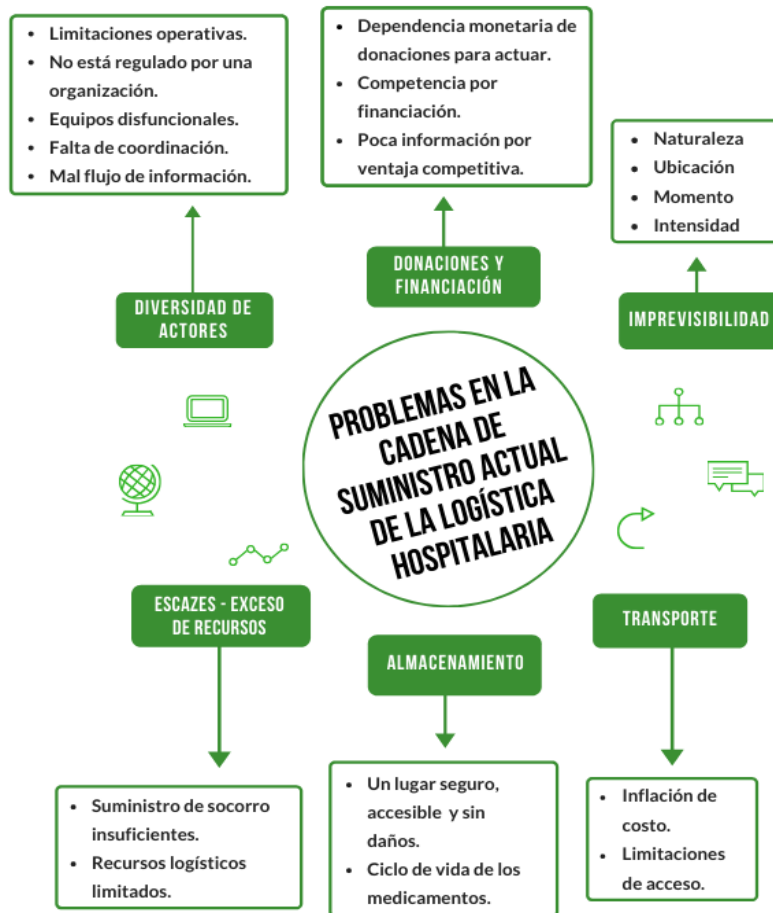 • Limitaciones operativas.
• No está regulado por una
organización.
• Equipos disfuncionales.
• Falta de coordinación.
• Mal flujo de información.
• Dependencia monetaria de
donaciones para actuar.
• Competencia por
financiación.
• Poca información por
ventaja competitiva.
• Naturaleza
• Ubicación
• Momento
• Intensidad
DIVERSIDAD DE
ACTORES
DONACIONES Y
FINANCIACIÓN
IMPREVISIBILIDAD
PROBLEMAS EN LA
CADENA DE
SUMINISTRO ACTUAL
DE LA LOGÍSTICA
HOSPITALARIA
ESCAZES - EXCESO
DE RECURSOS
ALMACENAMIENTO
TRANSPORTE
• Suministro de socorro
insuficientes.
• Recursos logísticos
limitados.
• Un lugar seguro,
accesible y sin
daños.
• Ciclo de vida de los
medicamentos.
• Inflación de
costo.
• Limitaciones
de acceso.